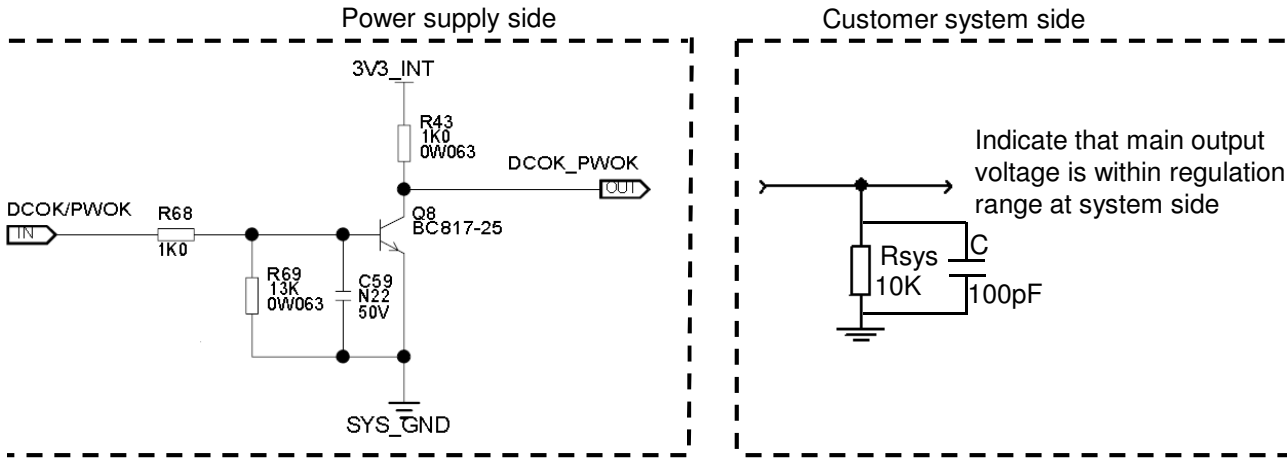 Power supply side
Customer system side
3V3_INT
R43
1K0
0W063
DCOK_PWOK
OUT
Indicate that main output
voltage is within regulation
range at system side
DCOK/PWOK
IN
R68
1K0
Q8
BC817-25
R69
13K
0W063
C59
N22
50V
Rsys
10K
C
100pF
SYS_GND